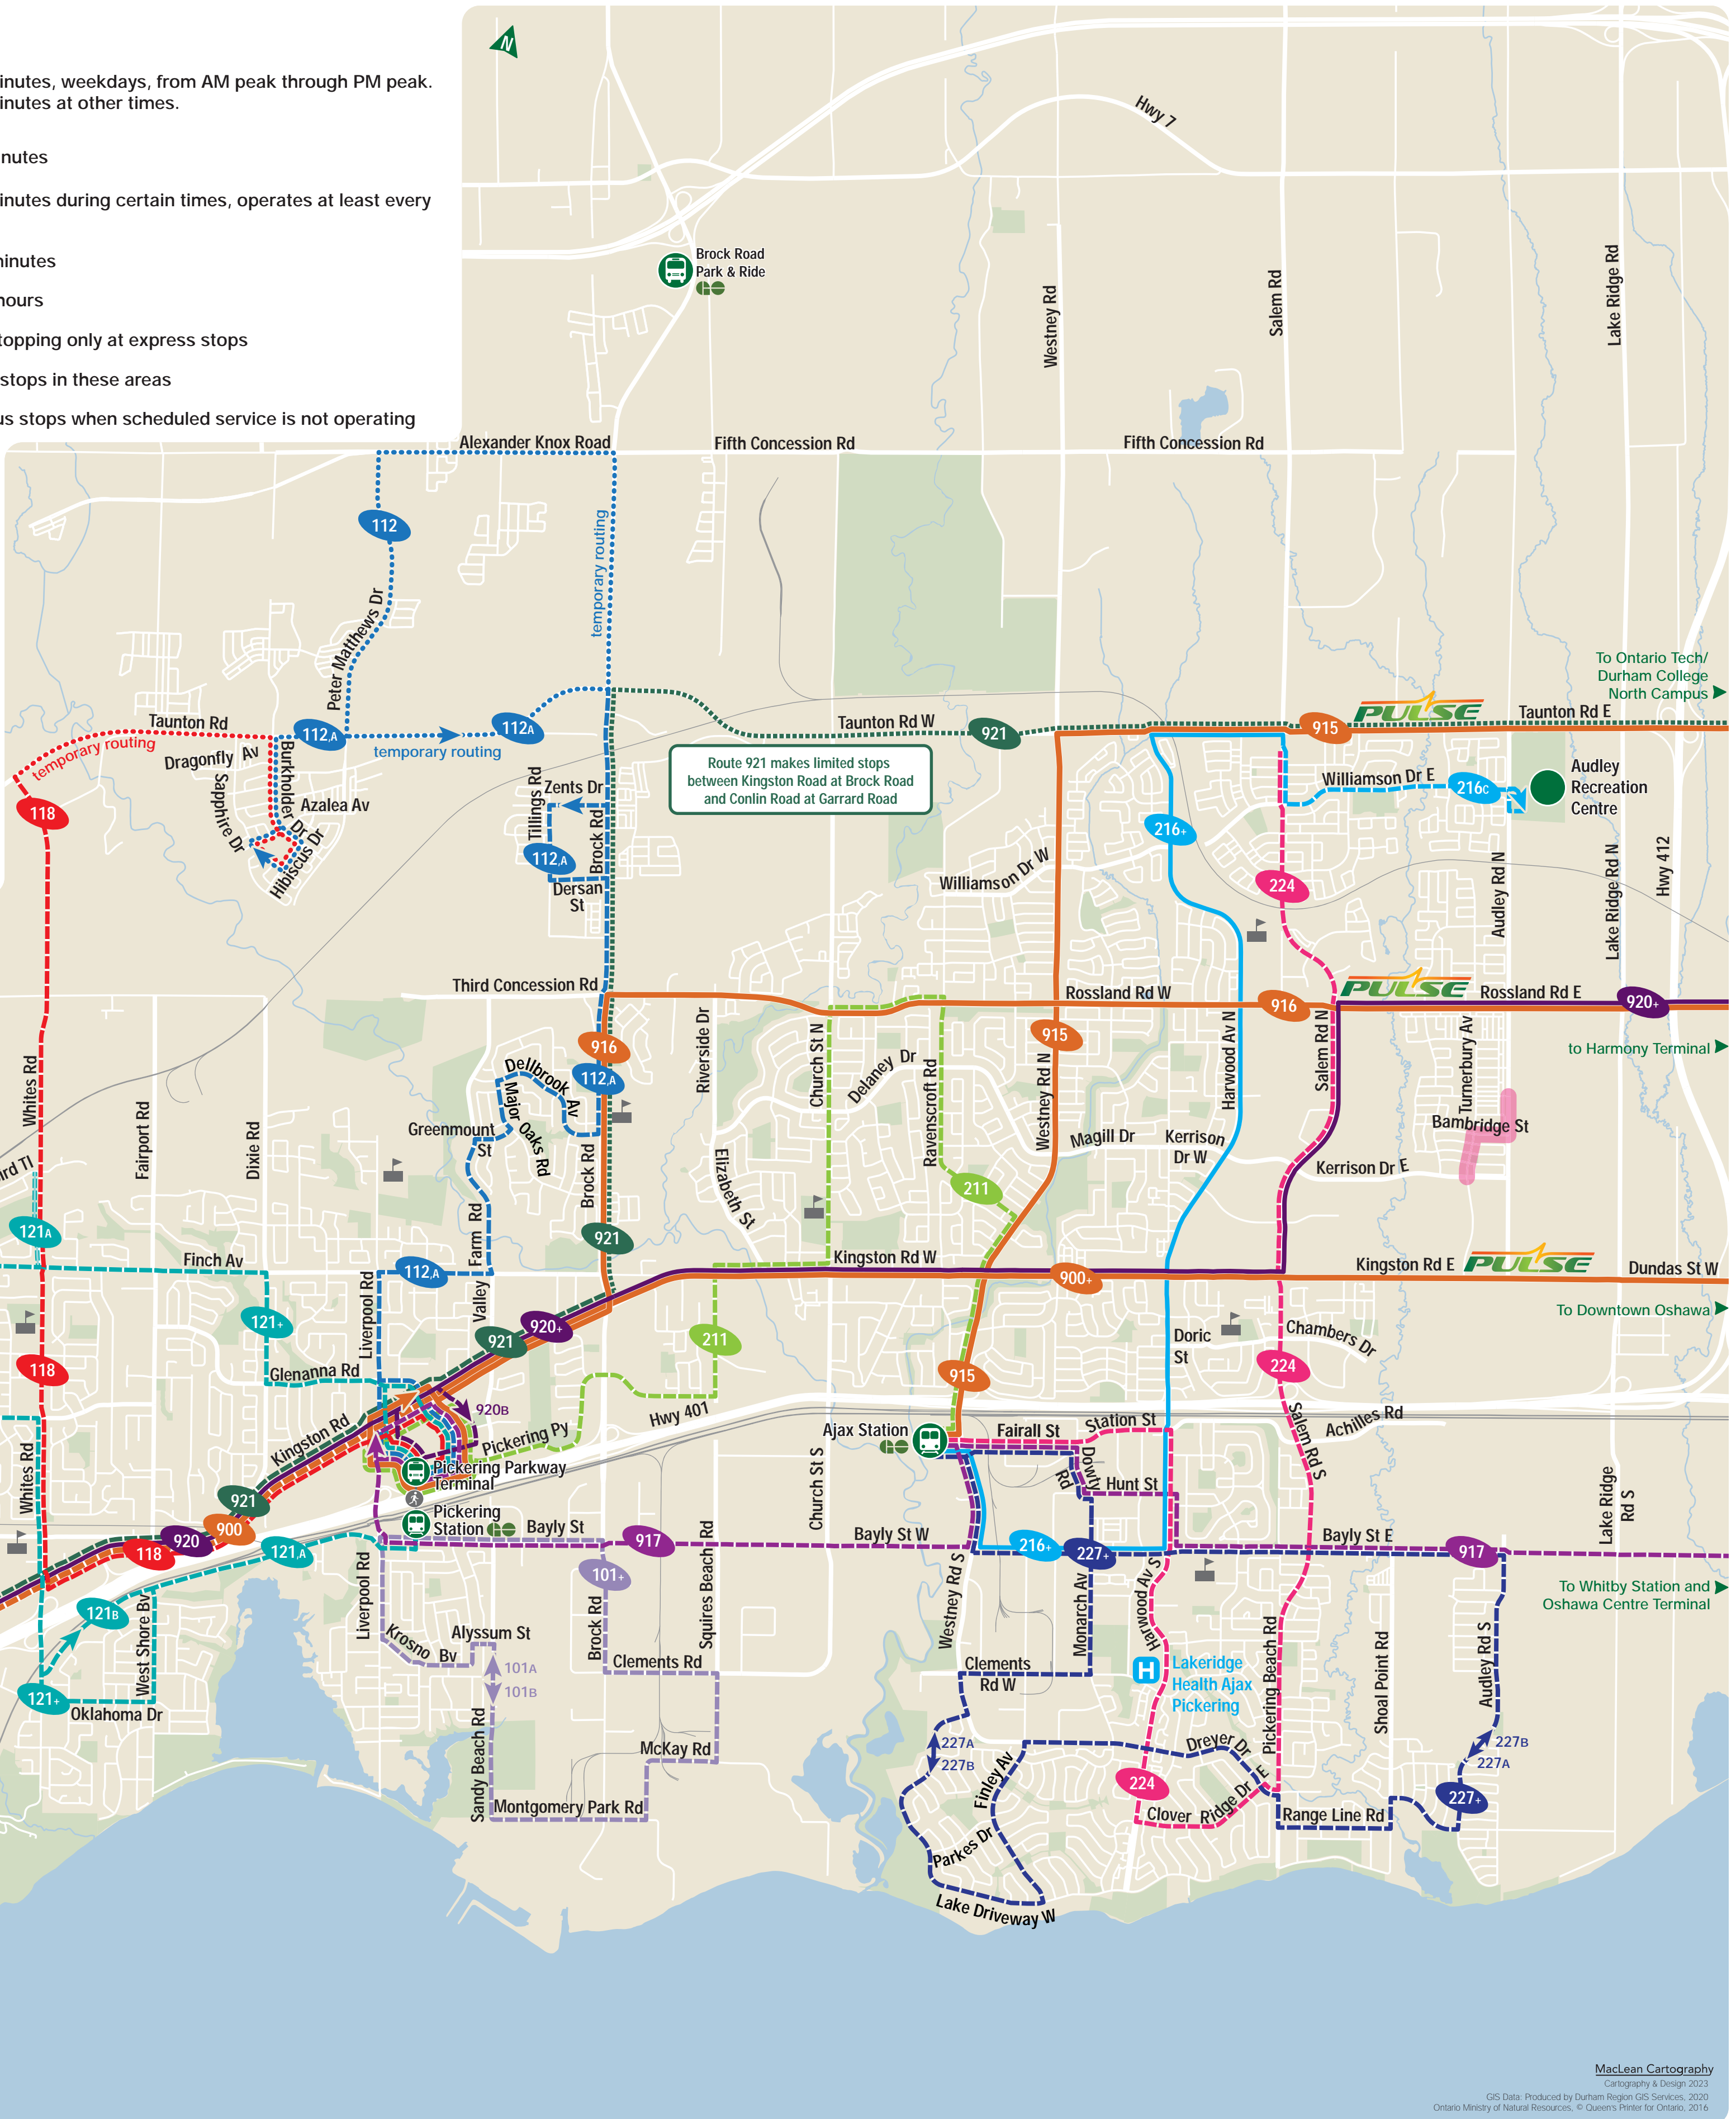 inutes, weekdays, from AM peak through PM peak.
inutes at other times.
nutes
inutes during certain times, operates at least every
inutes
hours
topping only at express stops
stops in these areas
us stops when scheduled service is not operating
N
Hwy 7
Brock Road
Park & Ride
Westney Rd
Salem Rd
Lake Ridge Rd
Alexander Knox Road
Fifth Concession Rd
Fifth Concession Rd
112
temporary routing
Peter Matthews Dr
To Ontario Tech/
Durham College
North Campus
PULSE
Taunton Rd
temporary routing
112,A
temporary routing
112A
Taunton Rd W
921
915
Taunton Rd E
Dragonfly Av
Burkholder Dr
Sapphire Dr
Azalea Av
Hibiscus Dr
118
Route 921 makes limited stops
between Kingston Road at Brock Road
and Conlin Road at Garrard Road
Tillings Rd
Zents Dr
Brock Rd
112,A
Dersan
St
Williamson Dr E
216C
Audley
Recreation
Centre
216+
Williamson Dr W
224
Audley Rd N
Lake Ridge Rd N
Hwy 412
Third Concession Rd
Rossland Rd W
916
PULSE
Rossland Rd E
920+
to Harmony Terminal
Whites Rd
Fairport Rd
Dixie Rd
916
112,A
Dellbrook Av
Major Oaks Rd
Greenmount
St
Brock Rd
Riverside Dr
Church St N
Delaney Dr
Ravenscroft Rd
915
Westney Rd N
Magill Dr
Harwood Av N
Kerrison
Dr W
Salem Rd N
Turnerbury Av
Bambridge St
Kerrison Dr E
Elizabeth St
211
ard Tl
121A
Finch Av
112,A
Valley Farm Rd
921
Kingston Rd W
900+
Kingston Rd E
PULSE
Dundas St W
To Downtown Oshawa
121+
Liverpool Rd
921
920+
211
Doric
St
Chambers Dr
118
Glenanna Rd
915
224
920B
Kingston Rd
Pickering Py
Hwy 401
Ajax Station
Fairall St
Station St
Salem Rd S
Achilles Rd
Dowty Rd
Hunt St
Whites Rd
Pickering Parkway
Terminal
Pickering
Station
921
900
920
118
121,A
Bayly St
917
Church St S
Bayly St W
216+
227+
Bayly St E
917
Lake Ridge
Rd S
To Whitby Station and
Oshawa Centre Terminal
121B
West Shore Bv
121+
Oklahoma Dr
Liverpool Rd
Krosno Bv
Alyssum St
101A
101B
101+
Brock Rd
Squires Beach Rd
Clements Rd
Westney Rd S
Clements
Rd W
Monarch Av
Harwood Av S
H
Lakeridge
Health Ajax
Pickering
Pickering Beach Rd
Shoal Point Rd
Audley Rd S
227B
227A
227A
227B
Sandy Beach Rd
McKay Rd
Montgomery Park Rd
Finley Av
Dreyer Dr
224
Clover Ridge Dr E
Range Line Rd
227+
Parkes Dr
Lake Driveway W
MacLean Cartography
Cartography & Design 2023
GIS Data: Produced by Durham Region GIS Services, 2020
Ontario Ministry of Natural Resources, © Queen's Printer for Ontario, 2016